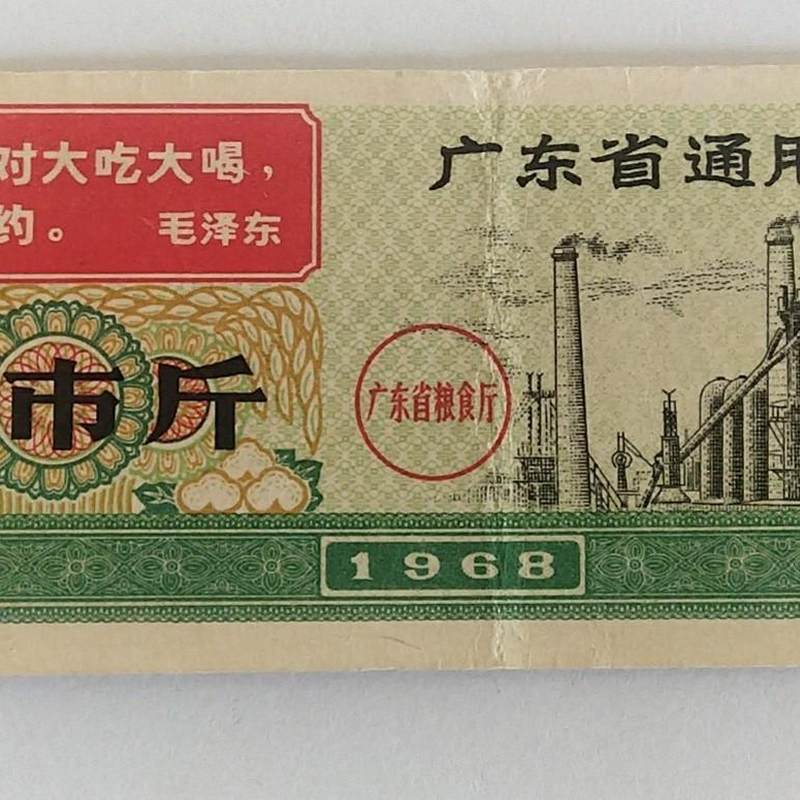 对大吃大喝，
约。 毛泽东
广东省通用
市斤
广东省粮食厅
1968